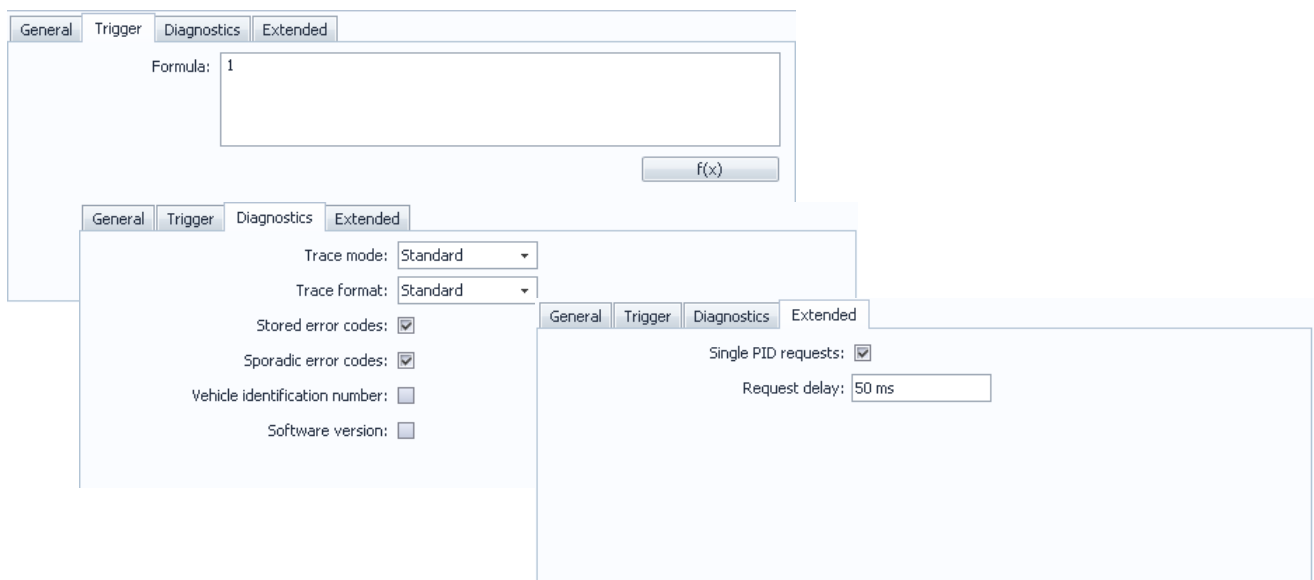 General Trigger Diagnostics Extended
Formula: 1
f(x)
General Trigger Diagnostics Extended
Trace mode: Standard
Trace format: Standard
Stored error codes:
Sporadic error codes:
Vehicle identification number:
Software version:
General Trigger Diagnostics Extended
Single PID requests:
Request delay: 50 ms